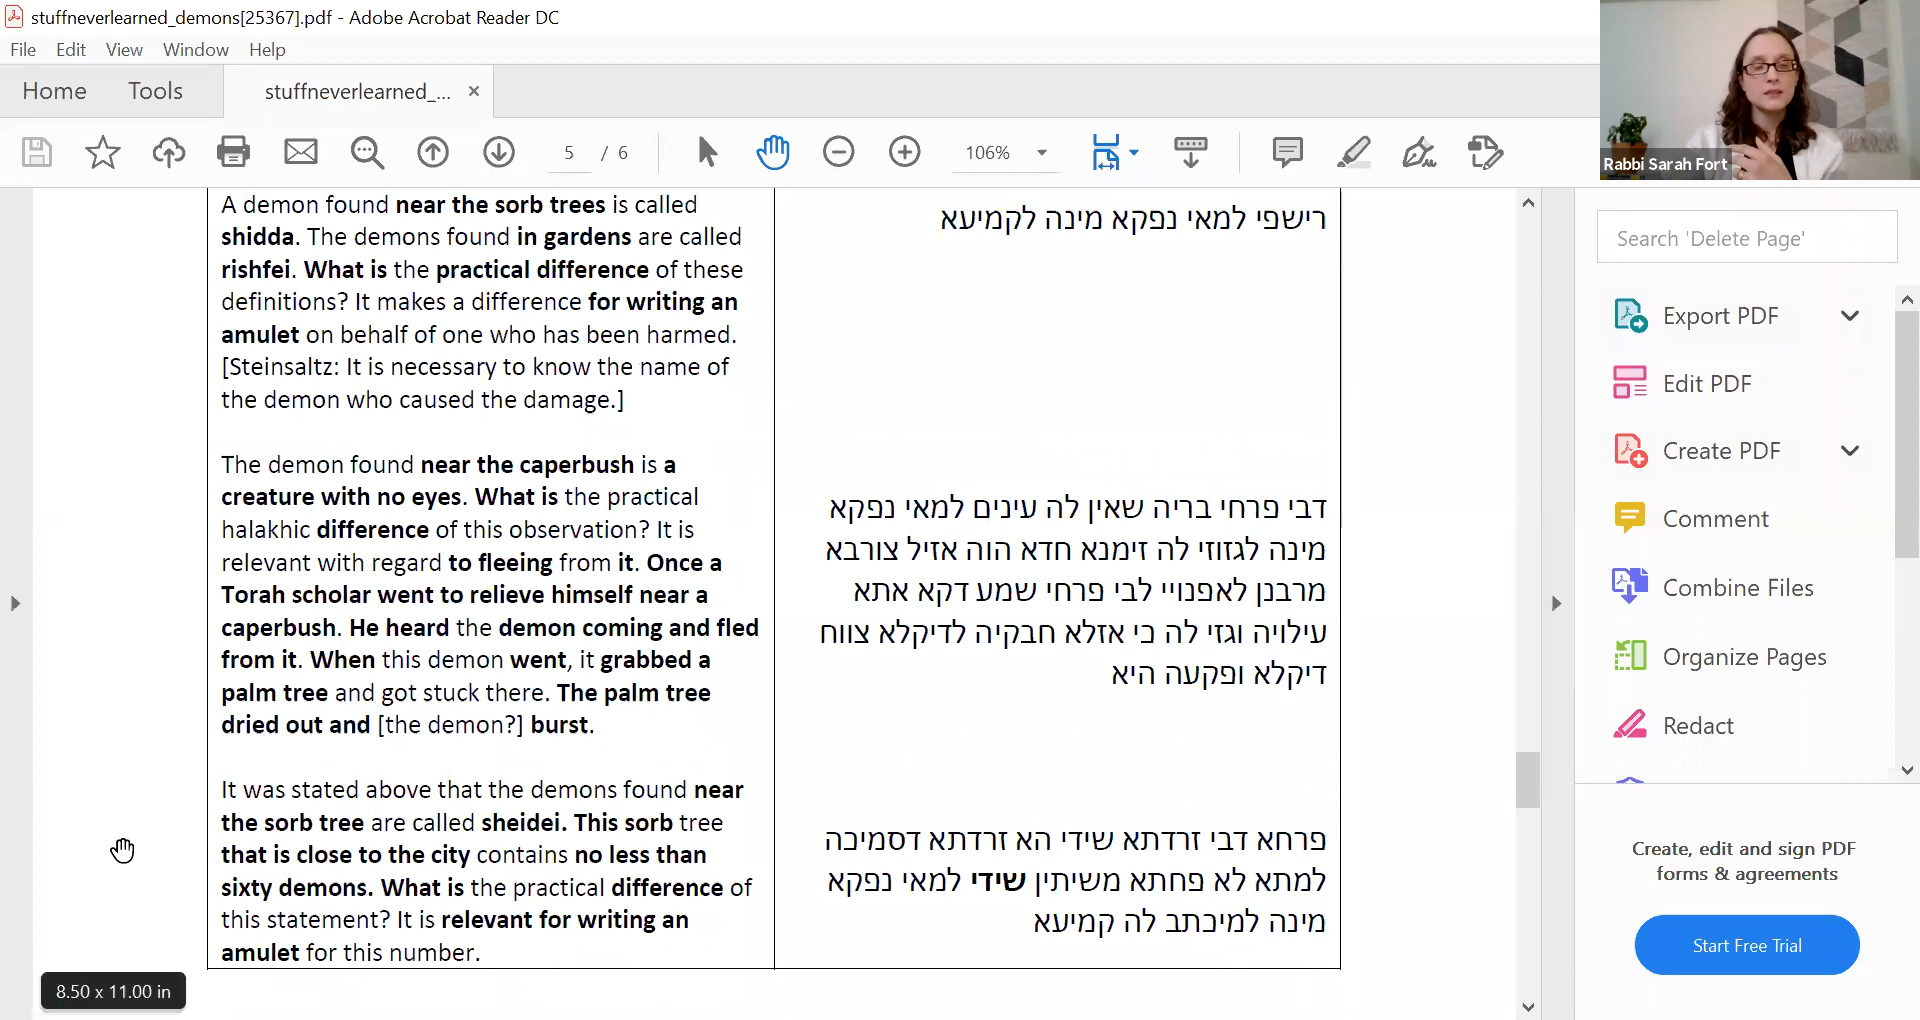 stuffneverlearned_demons[25367].pdf - Adobe Acrobat Reader DC
File Edit View Window Help
Home Tools stuffneverlearned_... ×
5 / 6 106%
Rabbi Sarah Fort
A demon found near the sorb trees is called
shidda. The demons found in gardens are called
rishfei. What is the practical difference of these
definitions? It makes a difference for writing an
amulet on behalf of one who has been harmed.
[Steinsaltz: It is necessary to know the name of
the demon who caused the damage.]
The demon found near the caperbush is a
creature with no eyes. What is the practical
halakhic difference of this observation? It is
relevant with regard to fleeing from it. Once a
Torah scholar went to relieve himself near a
caperbush. He heard the demon coming and fled
from it. When this demon went, it grabbed a
palm tree and got stuck there. The palm tree
dried out and [the demon?] burst.
It was stated above that the demons found near
the sorb tree are called sheidei. This sorb tree
that is close to the city contains no less than
sixty demons. What is the practical difference of
this statement? It is relevant for writing an
amulet for this number.
רישפי למאי נפקא מינה לקמיעא
דבי פרחי בריה שאין לה עינים למאי נפקא
מינה לגזוזי לה זימנא חדא הוה אזיל צורבא
מרבנן לאפנויי לבי פרחי שמע דקא אתא
עילויה וגזי לה כי אזלא חבקיה לדיקלא צווח
דיקלא ופקעה היא
פרחא דבי זרדתא שידי הא זרדתא דסמיכה
למתא לא פחתא משיתין שידי למאי נפקא
מינה למיכתב לה קמיעא
8.50 x 11.00 in
Search 'Delete Page'
Export PDF
Edit PDF
Create PDF
Comment
Combine Files
Organize Pages
Redact
Create, edit and sign PDF
forms & agreements
Start Free Trial